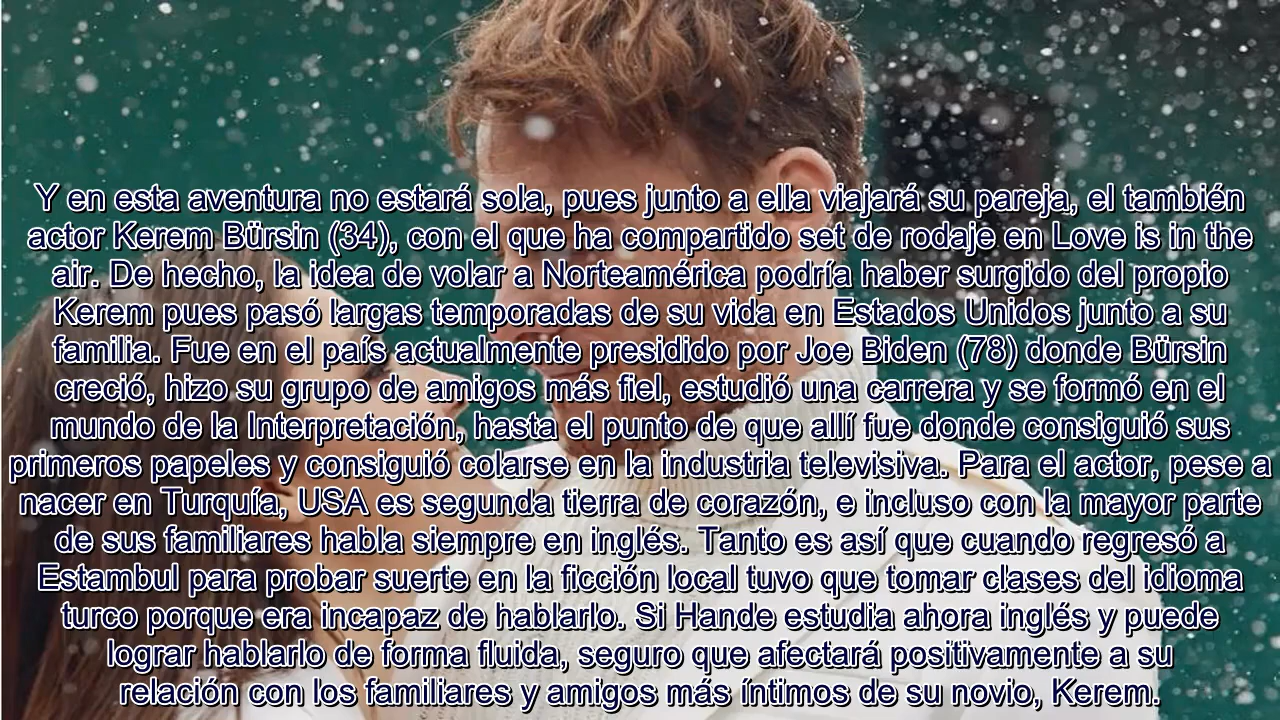 Y en esta aventura no estará sola, pues junto a ella viajará su pareja, el también
actor Kerem Bürsin (34), con el que ha compartido set de rodaje en Love is in the
air. De hecho, la idea de volar a Norteamérica podría haber surgido del propio
Kerem pues pasó largas temporadas de su vida en Estados Unidos junto a su
familia. Fue en el país actualmente presidido por Joe Biden (78) donde Bürsin
creció, hizo su grupo de amigos más fiel, estudió una carrera y se formó en el
mundo de la Interpretación, hasta el punto de que allí fue donde consiguió sus
primeros papeles y consiguió colarse en la industria televisiva. Para el actor, pese a
nacer en Turquía, USA es segunda tierra de corazón, e incluso con la mayor parte
de sus familiares habla siempre en inglés. Tanto es así que cuando regresó a
Estambul para probar suerte en la ficción local tuvo que tomar clases del idioma
turco porque era incapaz de hablarlo. Si Hande estudia ahora inglés y puede
lograr hablarlo de forma fluida, seguro que afectará positivamente a su
relación con los familiares y amigos más íntimos de su novio, Kerem.